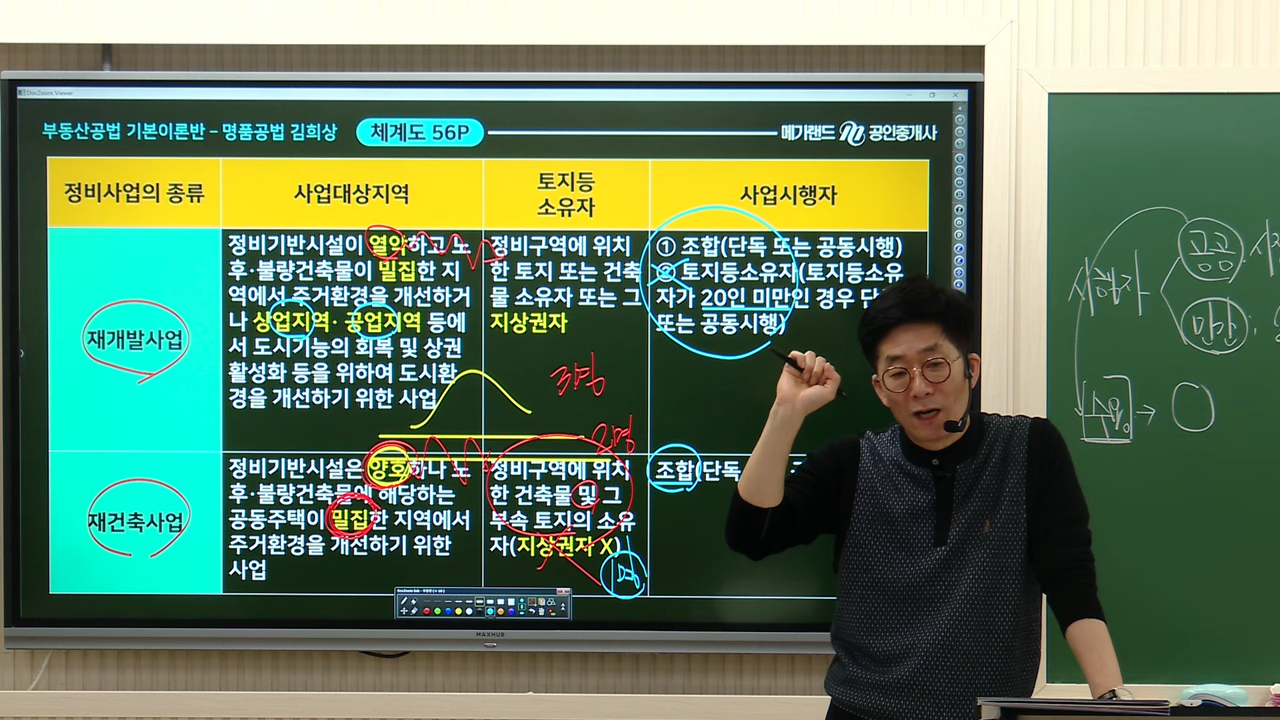 DocZoom Viewer
부동산공법 기본이론반 – 명품공법 김희상
체계도 56P
메가랜드 공인중개사
정비사업의 종류
사업대상지역
토지등
소유자
사업시행자
재개발사업
정비기반시설이 열악하고 노
후·불량건축물이 밀집한 지
역에서 주거환경을 개선하거
나 상업지역· 공업지역 등에
서 도시기능의 회복 및 상권
활성화 등을 위하여 도시환
경을 개선하기 위한 사업
정비구역에 위치
한 토지 또는 건축
물 소유자 또는 그
지상권자
3명
① 조합(단독 또는 공동시행)
② 토지등소유자(토지등소유
자가 20인 미만인 경우 단
또는 공동시행)
재건축사업
정비기반시설은 양호하나 노
후·불량건축물에 해당하는
공동주택이 밀집한 지역에서
주거환경을 개선하기 위한
사업
정비구역에 위치
한 건축물 및 그
부속 토지의 소유
자(지상권자 X)
조합(단독
MAXHUB
시행자
공공
민간